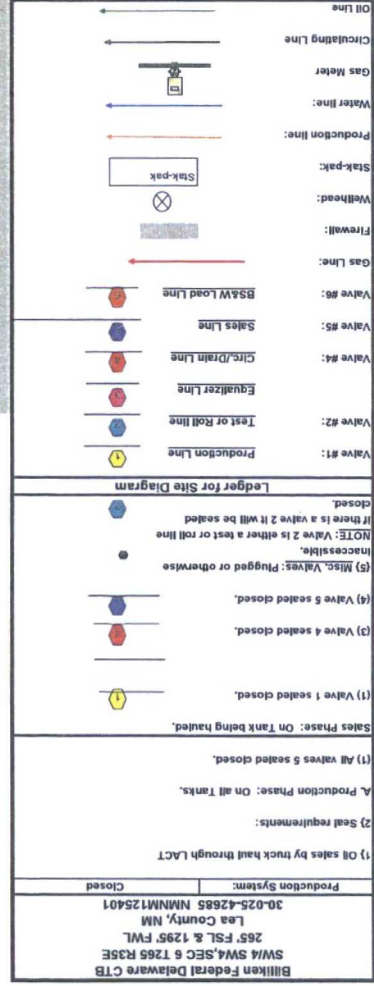 Billiken Federal Delaware CTB
SW/4 SW4,SEC 6 T26S R35E
265' FSL & 1295' FWL
Lea County, NM
30-025-42685 NMNM125401
Production System: Closed
1) Oil sales by truck haul through LACT
2) Seal requirements:
A. Production Phase: On all Tanks.
(1) All valves 5 sealed closed.
Sales Phase: On Tank being hauled.
(1) Valve 1 sealed closed.
(3) Valve 4 sealed closed.
(4) Valve 5 sealed closed.
(5) Misc. Valves: Plugged or otherwise
inaccessible.
NOTE: Valve 2 is either a test or roll line
if there is a valve 2 it will be sealed
closed.
Ledger for Site Diagram
Valve #1: Production Line 1
Valve #2: Test or Roll line
Equalizer Line 3
Valve #4: Circ./Drain Line
Valve #5: Sales Line
Valve #6: BS&W Load Line
Gas Line:
Firewall:
Wellhead:
Stak-pak: Stak-pak
Production line:
Water line:
Gas Meter
Circulating Line
Oil Line